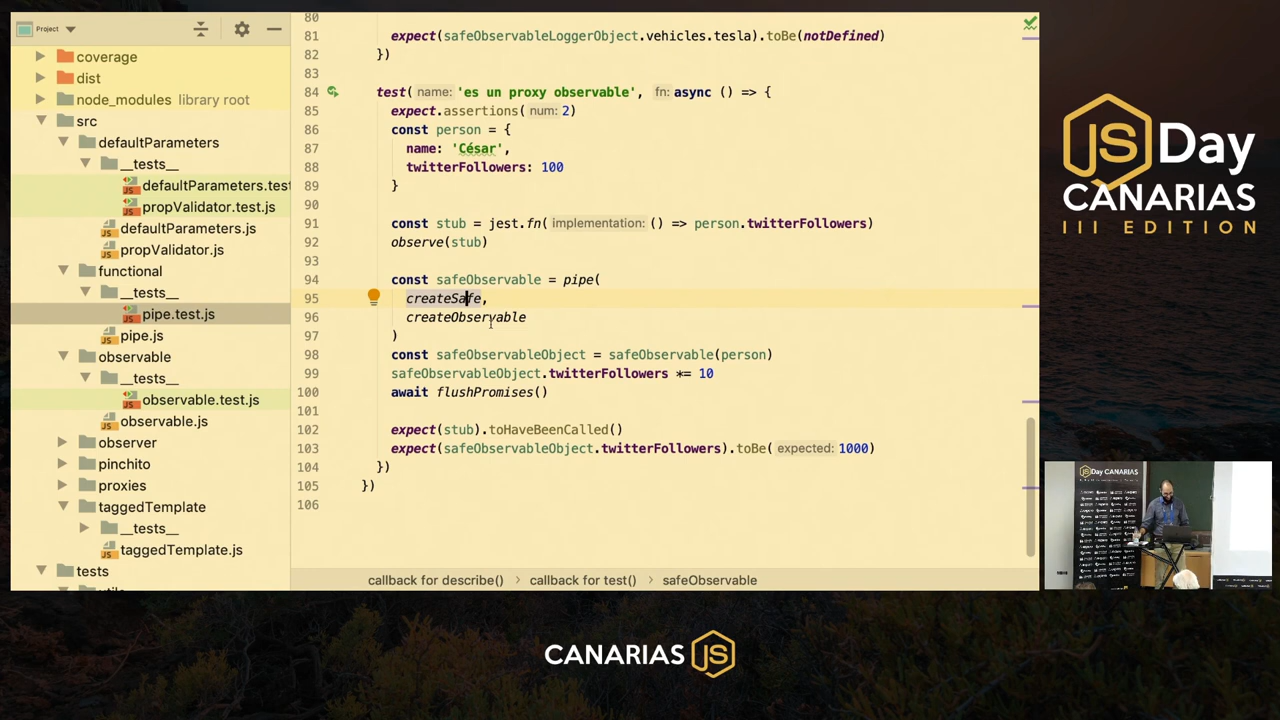 Project
coverage
dist
node_modules library root
src
defaultParameters
__tests__
defaultParameters.test
propValidator.test.js
defaultParameters.js
propValidator.js
functional
__tests__
pipe.test.js
pipe.js
observable
__tests__
observable.test.js
observable.js
observer
pinchito
proxies
taggedTemplate
__tests__
taggedTemplate.js
tests
80
81 expect(safeObservableLoggerObject.vehicles.tesla).toBe(notDefined)
82 })
83
84 test( name: 'es un proxy observable', fn: async () => {
85 expect.assertions( num: 2)
86 const person = {
87 name: 'César',
88 twitterFollowers: 100
89 }
90
91 const stub = jest.fn( implementation: () => person.twitterFollowers)
92 observe(stub)
93
94 const safeObservable = pipe(
95 createSafe,
96 createObservable
97 )
98 const safeObservableObject = safeObservable(person)
99 safeObservableObject.twitterFollowers *= 10
100 await flushPromises()
101
102 expect(stub).toHaveBeenCalled()
103 expect(safeObservableObject.twitterFollowers).toBe( expected: 1000)
104 })
105 })
106
callback for describe() › callback for test() › safeObservable
JS Day
CANARIAS
III EDITION
JSDay CANARIAS
CANARIAS JS